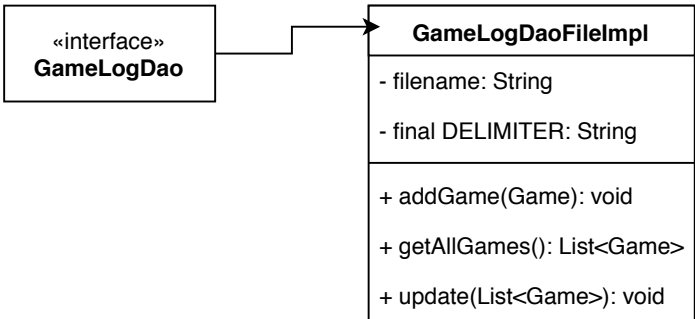 «interface»
GameLogDao
GameLogDaoFileImpl
- filename: String
- final DELIMITER: String
+ addGame(Game): void
+ getAllGames(): List<Game>
+ update(List<Game>): void